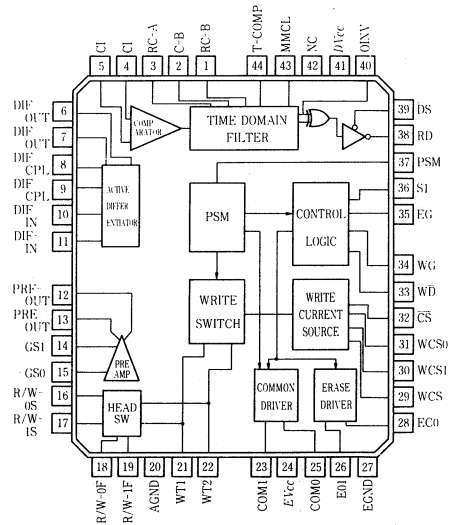 CI
CI
RC-A
C-B
RC-B
T-COMP
MMCL
NC
DVcc
OINV
5
4
3
2
1
44
43
42
41
40
DIF
OUT
6
DIF
OUT
7
DIF
CPL
8
DIF
CPL
9
DIF
IN
10
DIF-
IN
11
PRE-
OUT
12
PRE
OUT
13
GS1
14
GS0
15
R/W-
0S
16
R/W-
1S
17
COMP
ARATOR
TIME DOMAIN
FILTER
ACTIVE
DIFFER
ENTIATOR
PSM
CONTROL
LOGIC
WRITE
SWITCH
WRITE
CURRENT
SOURCE
PRE
AMP
HEAD
SW
COMMON
DRIVER
ERASE
DRIVER
39 DS
38 RD
37 PSM
36 S1
35 EG
34 WG
33 WD
32 CS
31 WCS0
30 WCS1
29 WCS
28 EC0
18
19
20
21
22
23
24
25
26
27
R/W-0F
R/W-1F
AGND
WT1
WT2
COM1
EVcc
COM0
E01
EGND